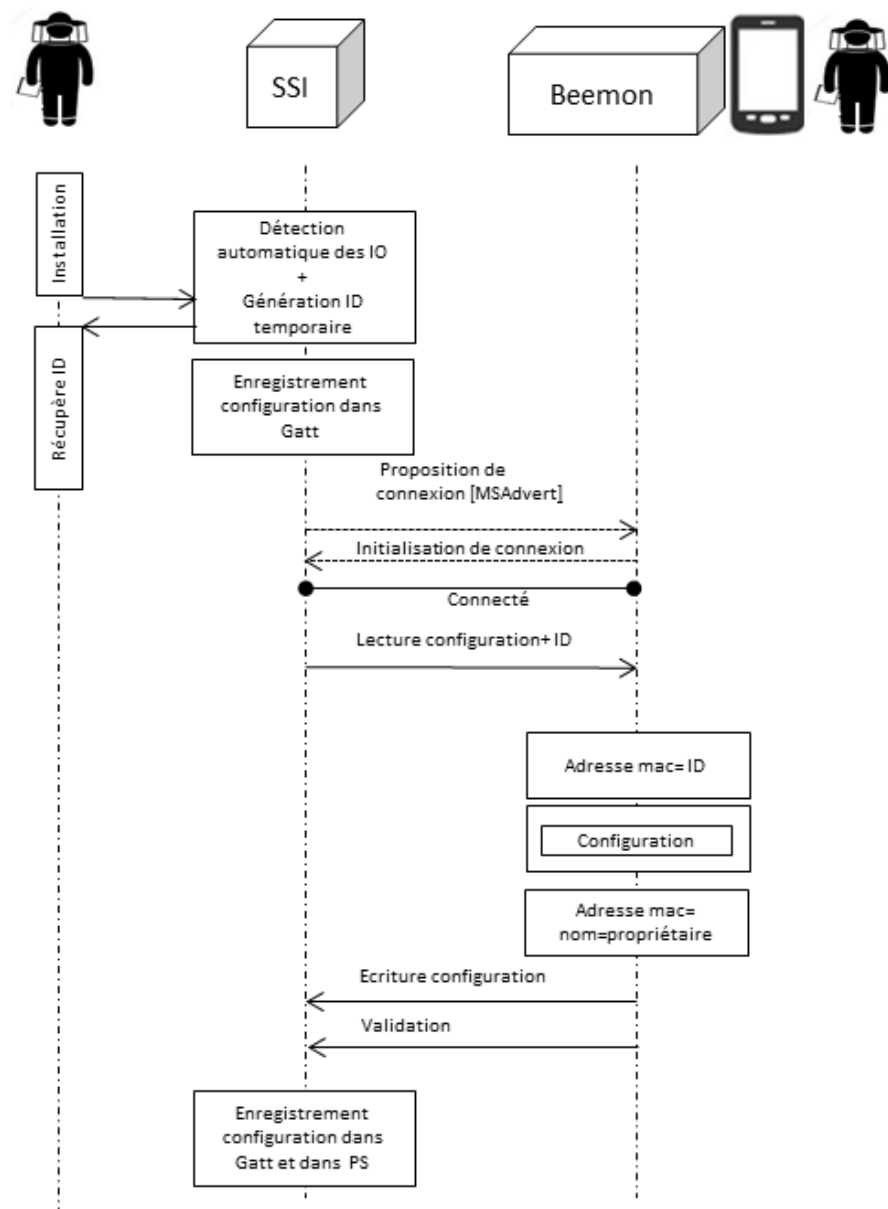 SSI
Beemon
Installation
Détection
automatique des IO
+
Génération ID
temporaire
Récupère ID
Enregistrement
configuration dans
Gatt
Proposition de
connexion [MSAdvert]
Initialisation de connexion
Connecté
Lecture configuration+ ID
Adresse mac= ID
Configuration
Adresse mac=
nom=propriétaire
Ecriture configuration
Validation
Enregistrement
configuration dans
Gatt et dans PS